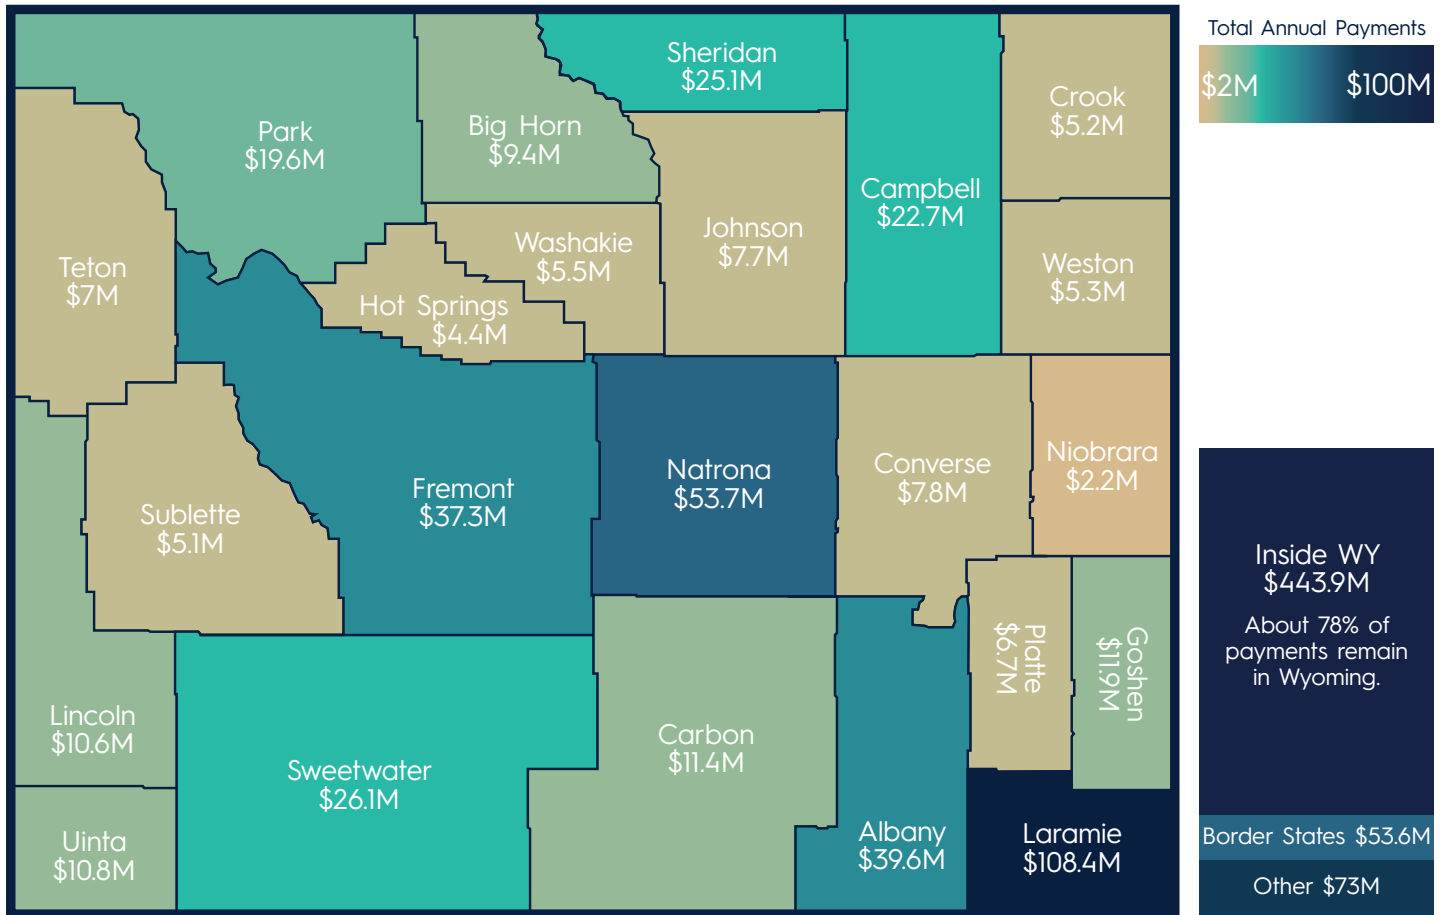 Total Annual Payments
$2M $100M
Sheridan
$25.1M
Crook
$5.2M
Park
$19.6M
Big Horn
$9.4M
Campbell
$22.7M
Johnson
$7.7M
Washakie
$5.5M
Weston
$5.3M
Teton
$7M
Hot Springs
$4.4M
Natrona
$53.7M
Converse
$7.8M
Niobrara
$2.2M
Fremont
$37.3M
Sublette
$5.1M
Inside WY
$443.9M
About 78% of
payments remain
in Wyoming.
Platte
$6.7M
Goshen
$11.9M
Lincoln
$10.6M
Carbon
$11.4M
Sweetwater
$26.1M
Uinta
$10.8M
Albany
$39.6M
Laramie
$108.4M
Border States $53.6M
Other $73M